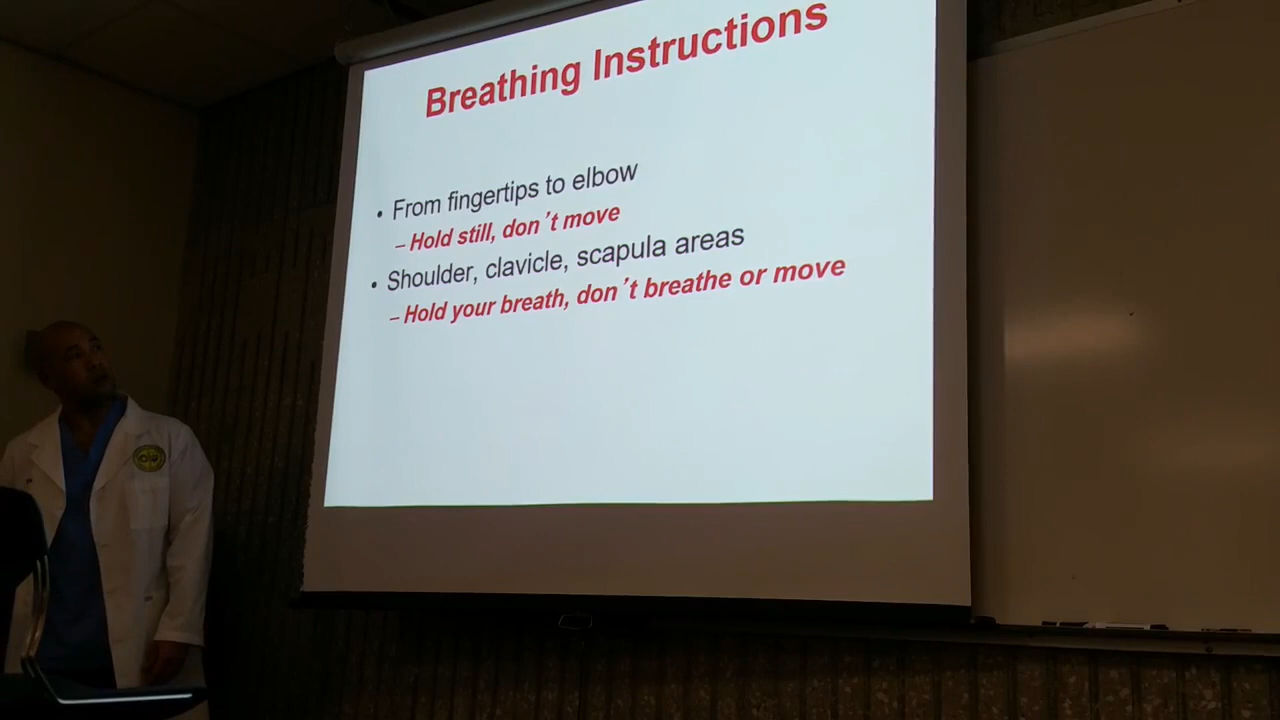 Breathing Instructions
• From fingertips to elbow
– Hold still, don´t move
• Shoulder, clavicle, scapula areas
– Hold your breath, don´t breathe or move